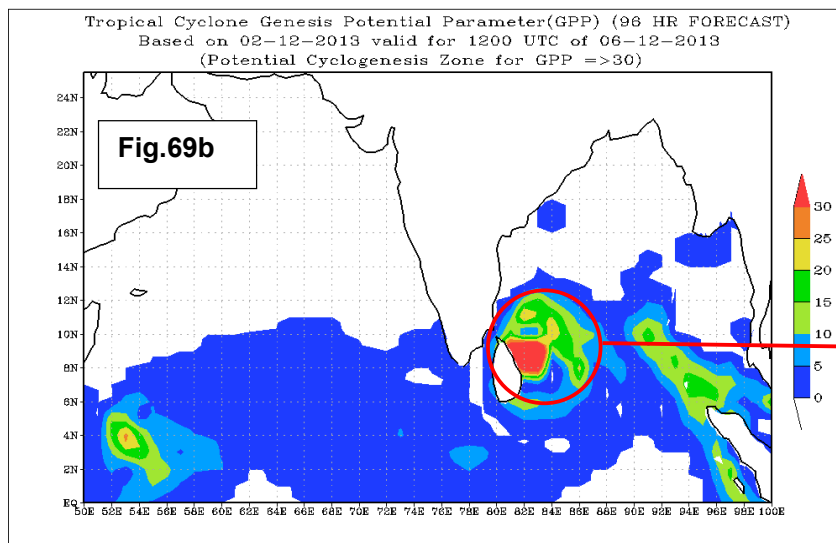 Tropical Cyclone Genesis Potential Parameter(GPP) (96 HR FORECAST)
Based on 02-12-2013 valid for 1200 UTC of 06-12-2013
(Potential Cyclogenesis Zone for GPP =>30)
Fig.69b
24N
22N
20N
18N
16N
14N
12N
10N
8N
6N
4N
2N
EQ
50E 52E 54E 56E 58E 60E 62E 64E 66E 68E 70E 72E 74E 76E 78E 80E 82E 84E 86E 88E 90E 92E 94E 96E 98E 100E
30
25
20
15
10
5
0